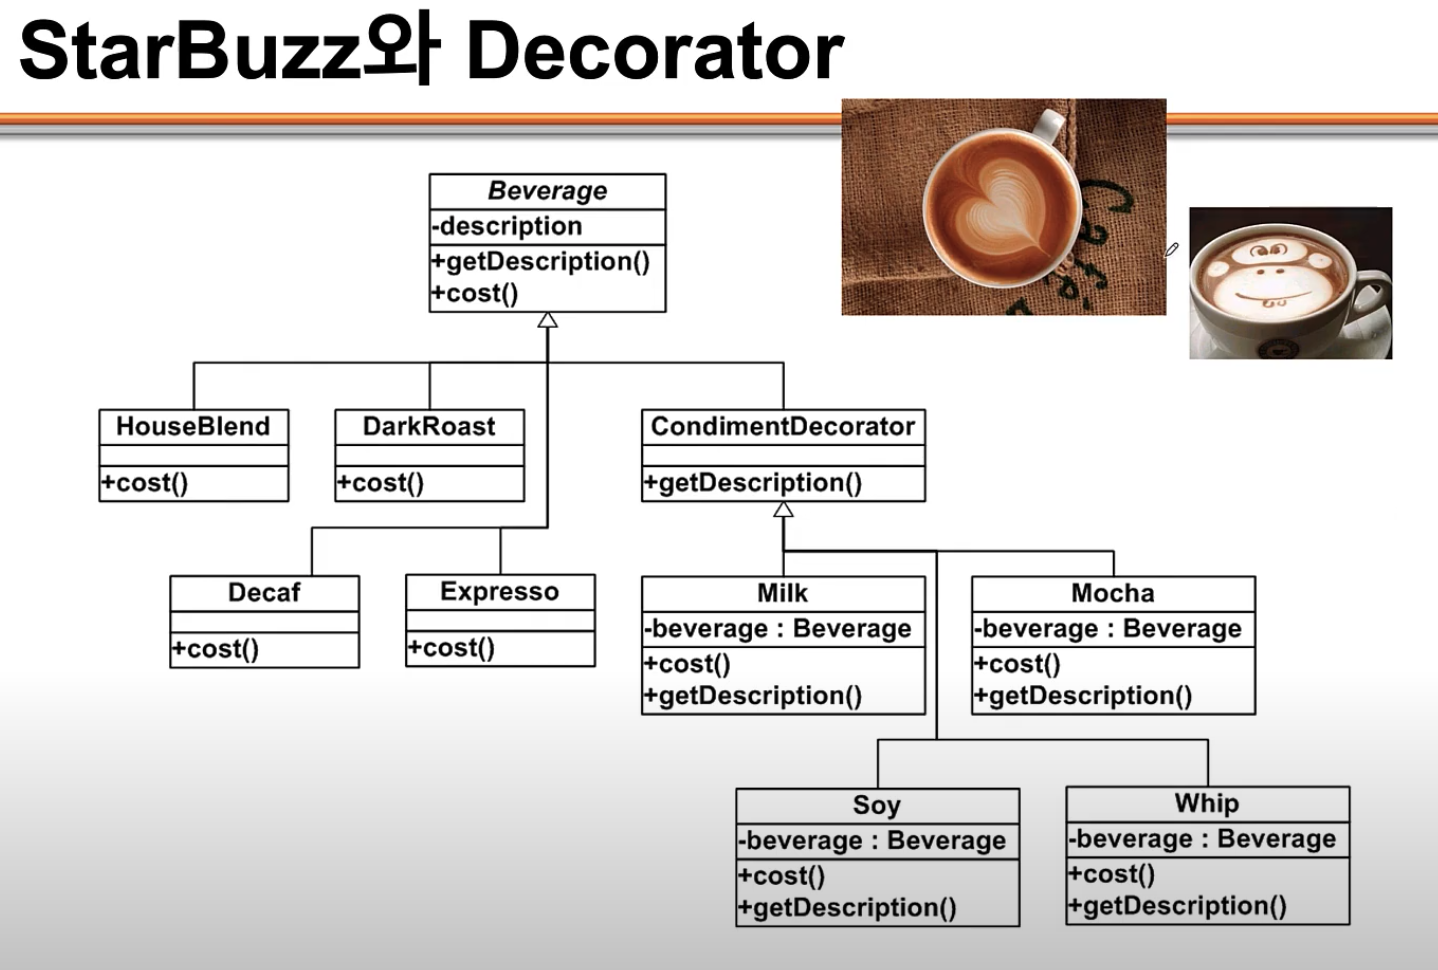 StarBuzz와 Decorator
Beverage
-description
+getDescription()
+cost()
HouseBlend
+cost()
DarkRoast
+cost()
CondimentDecorator
+getDescription()
Decaf
+cost()
Expresso
+cost()
Milk
-beverage : Beverage
+cost()
+getDescription()
Mocha
-beverage : Beverage
+cost()
+getDescription()
Soy
-beverage : Beverage
+cost()
+getDescription()
Whip
-beverage : Beverage
+cost()
+getDescription()